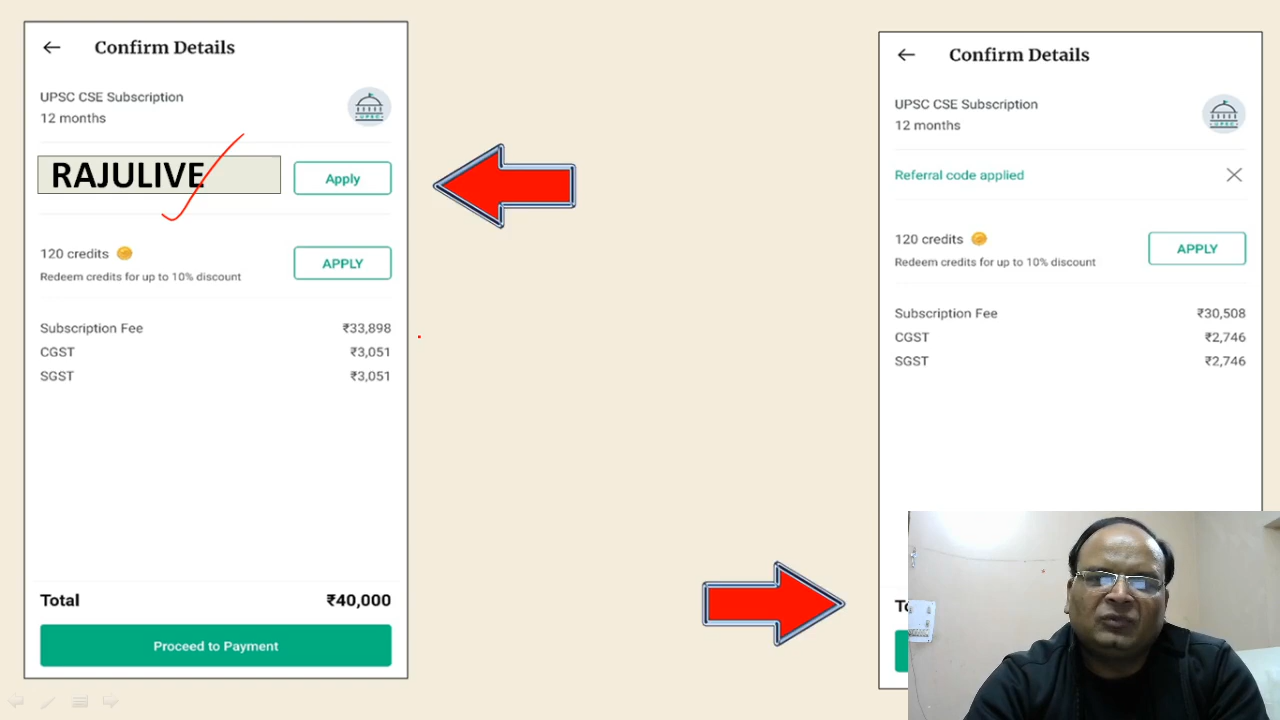 Confirm Details
UPSC CSE Subscription
12 months
UPSC
RAJULIVE
Apply
120 credits
APPLY
Redeem credits for up to 10% discount
Subscription Fee ₹33,898
CGST ₹3,051
SGST ₹3,051
Total ₹40,000
Proceed to Payment
Confirm Details
UPSC CSE Subscription
12 months
UPSC
Referral code applied
120 credits
APPLY
Redeem credits for up to 10% discount
Subscription Fee ₹30,508
CGST ₹2,746
SGST ₹2,746